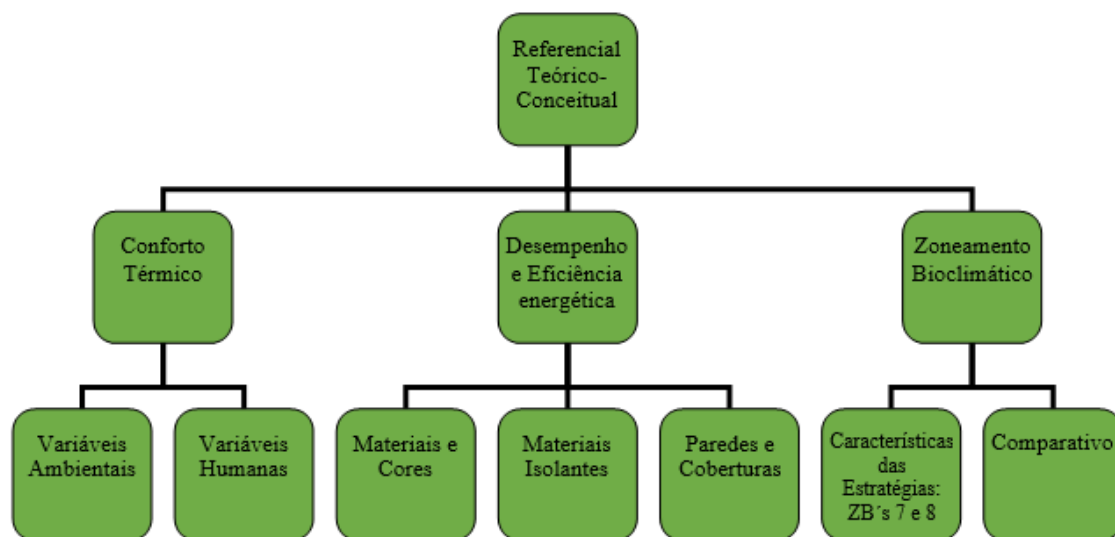 Referencial
Teórico-
Conceitual
Conforto
Térmico
Desempenho
e Eficiência
energética
Zoneamento
Bioclimático
Variáveis
Ambientais
Variáveis
Humanas
Materiais e
Cores
Materiais
Isolantes
Paredes e
Coberturas
Características
das
Estratégias:
ZB´s 7 e 8
Comparativo